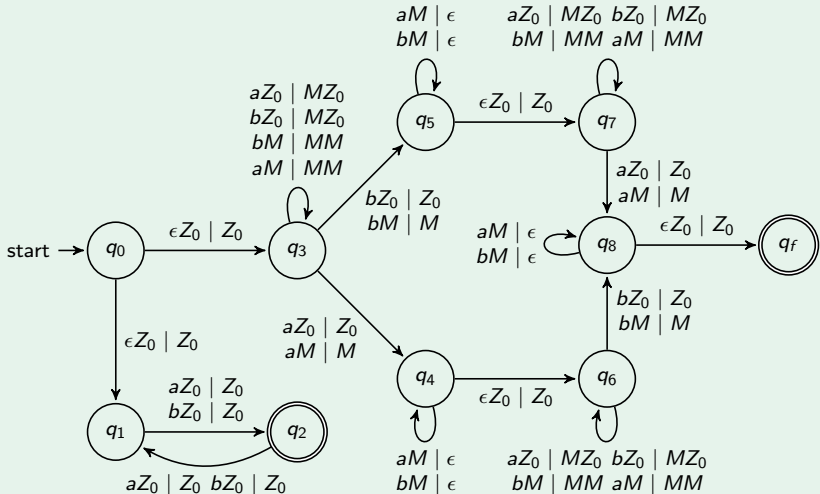 aM | ϵ
bM | ϵ
aZ₀ | MZ₀ bZ₀ | MZ₀
bM | MM aM | MM
q₅
ϵZ₀ | Z₀
q₇
aZ₀ | MZ₀
bZ₀ | MZ₀
bM | MM
aM | MM
bZ₀ | Z₀
bM | M
aZ₀ | Z₀
aM | M
start
q₀
ϵZ₀ | Z₀
q₃
aM | ϵ
bM | ϵ
q₈
ϵZ₀ | Z₀
q_f
ϵZ₀ | Z₀
aZ₀ | Z₀
aM | M
bZ₀ | Z₀
bM | M
q₄
ϵZ₀ | Z₀
q₆
aZ₀ | Z₀
bZ₀ | Z₀
q₁
q₂
aZ₀ | Z₀ bZ₀ | Z₀
aM | ϵ
bM | ϵ
aZ₀ | MZ₀ bZ₀ | MZ₀
bM | MM aM | MM